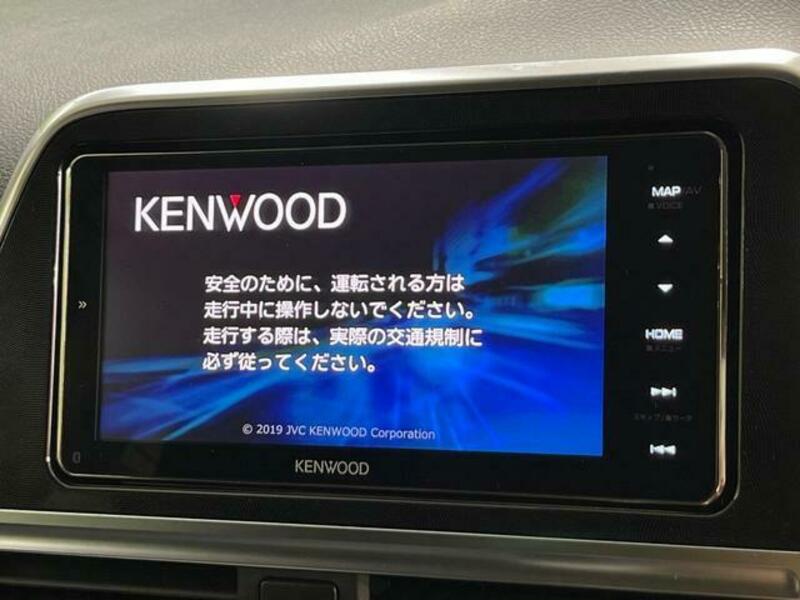 KENWOOD
安全のために、運転される方は
走行中に操作しないでください。
走行する際は、実際の交通規制に
必ず従ってください。
© 2019 JVC KENWOOD Corporation
KENWOOD
MAP/AV
VOICE
HOME